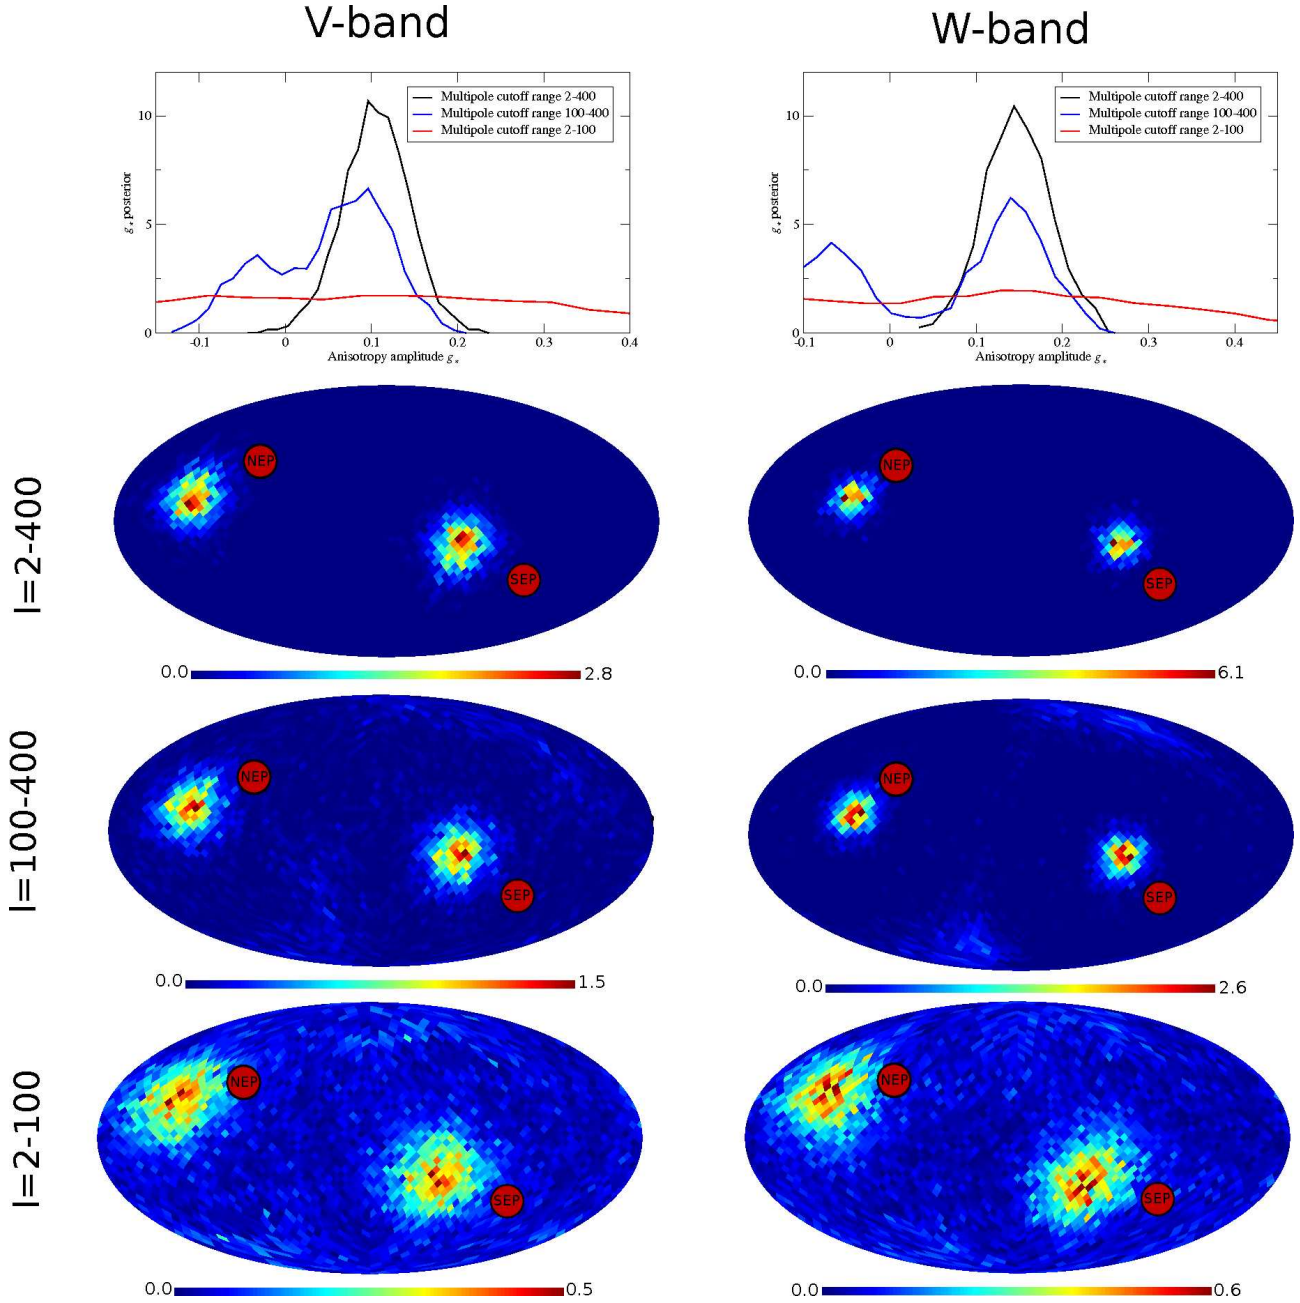 V-band
W-band
Multipole cutoff range 2-400
Multipole cutoff range 100-400
Multipole cutoff range 2-100
g* posterior
10
5
0
-0.1
0
0.1
0.2
0.3
0.4
Anisotropy amplitude g*
Multipole cutoff range 2-400
Multipole cutoff range 100-400
Multipole cutoff range 2-100
g* posterior
10
5
0
-0.1
0
0.1
0.2
0.3
0.4
Anisotropy amplitude g*
l=2-400
NEP
SEP
0.0
2.8
NEP
SEP
0.0
6.1
l=100-400
NEP
SEP
0.0
1.5
NEP
SEP
0.0
2.6
l=2-100
NEP
SEP
0.0
0.5
NEP
SEP
0.0
0.6